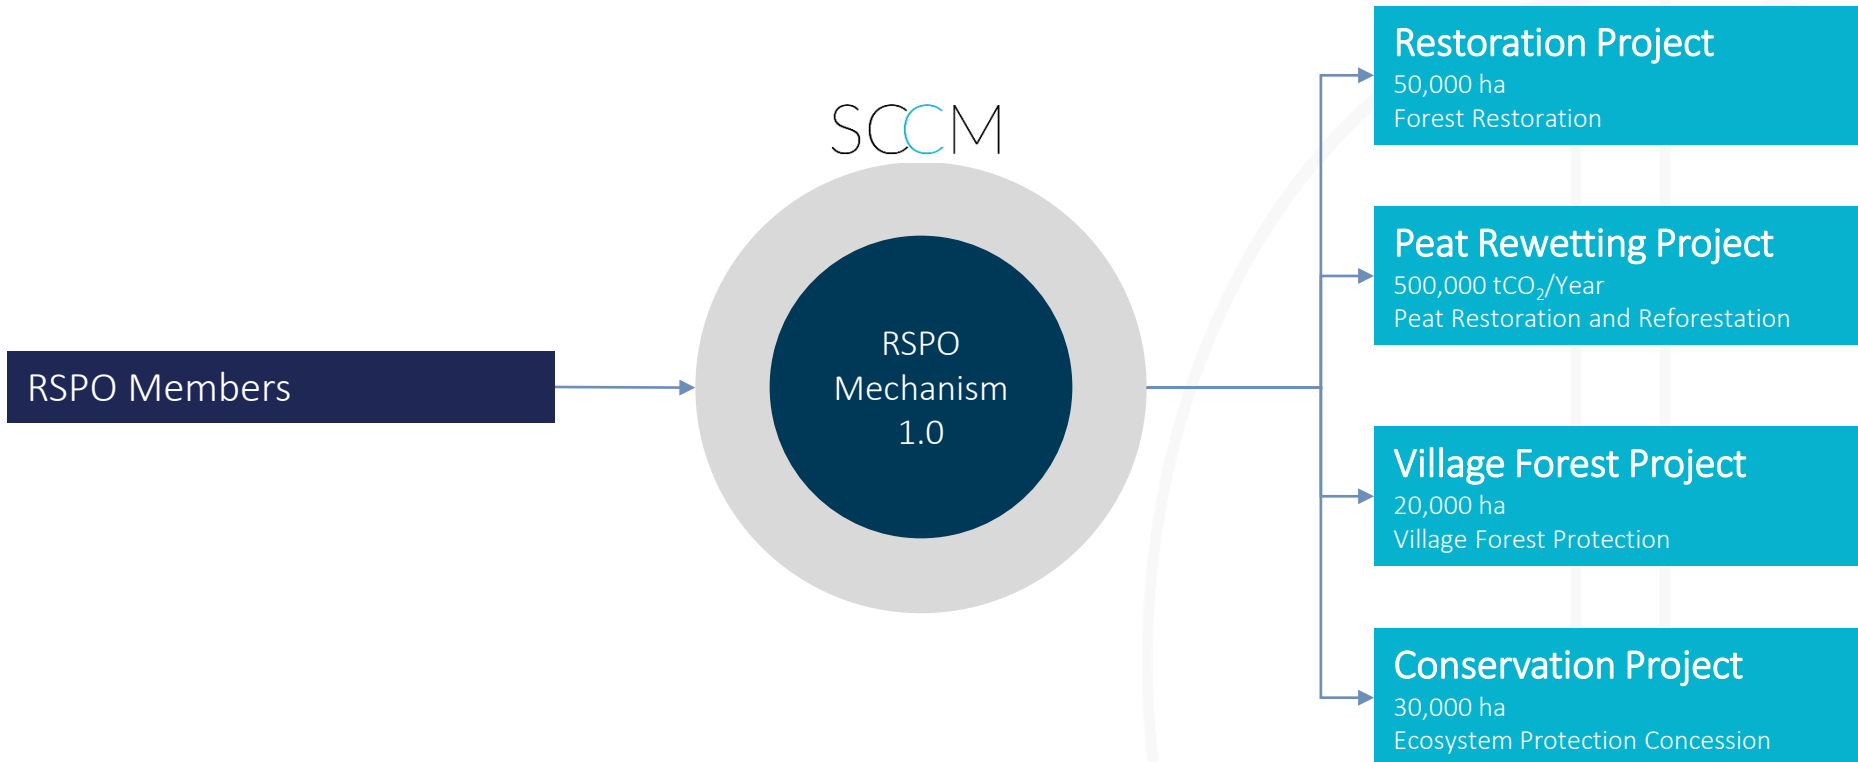 SCCM
RSPO Members
RSPO
Mechanism
1.0
Restoration Project
50,000 ha
Forest Restoration
Peat Rewetting Project
500,000 tCO₂/Year
Peat Restoration and Reforestation
Village Forest Project
20,000 ha
Village Forest Protection
Conservation Project
30,000 ha
Ecosystem Protection Concession